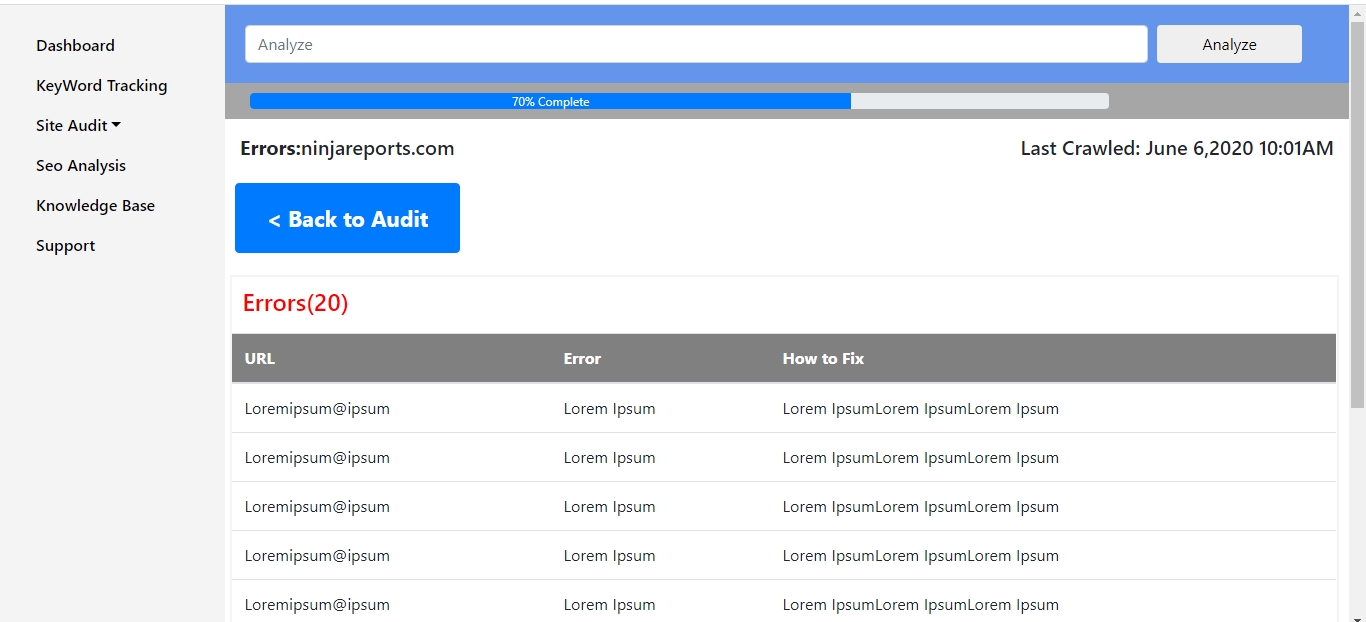 Dashboard
KeyWord Tracking
Site Audit
Seo Analysis
Knowledge Base
Support
Analyze
Analyze
70% Complete
Errors:ninjareports.com
Last Crawled: June 6,2020 10:01AM
< Back to Audit
Errors(20)
URL Error How to Fix
Loremipsum@ipsum Lorem Ipsum Lorem IpsumLorem IpsumLorem Ipsum
Loremipsum@ipsum Lorem Ipsum Lorem IpsumLorem IpsumLorem Ipsum
Loremipsum@ipsum Lorem Ipsum Lorem IpsumLorem IpsumLorem Ipsum
Loremipsum@ipsum Lorem Ipsum Lorem IpsumLorem IpsumLorem Ipsum
Loremipsum@ipsum Lorem Ipsum Lorem IpsumLorem IpsumLorem Ipsum